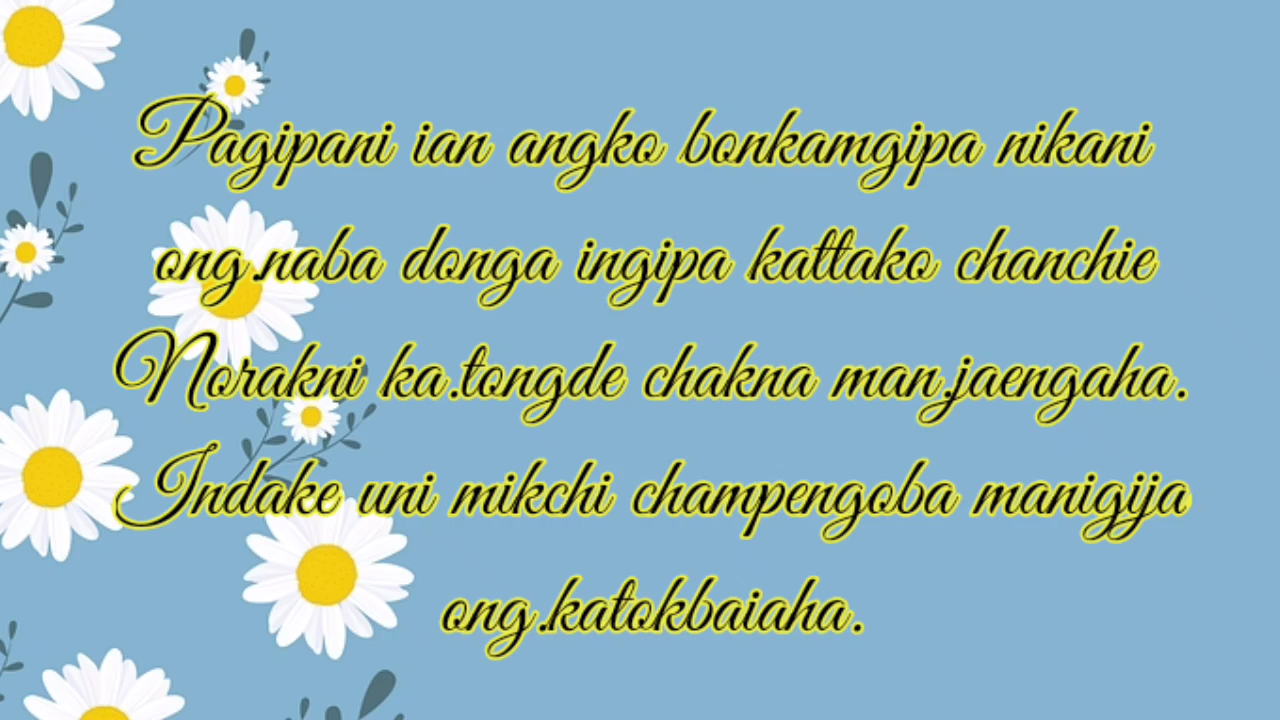 Pagipani ian angko bonkamgipa nikani
ong.naba donga ingipa kattako chanchie
Norakni ka.tongde chakna man.jaengaha.
Indake uni mikchi champengoba manigija
ong.katokbaiaha.